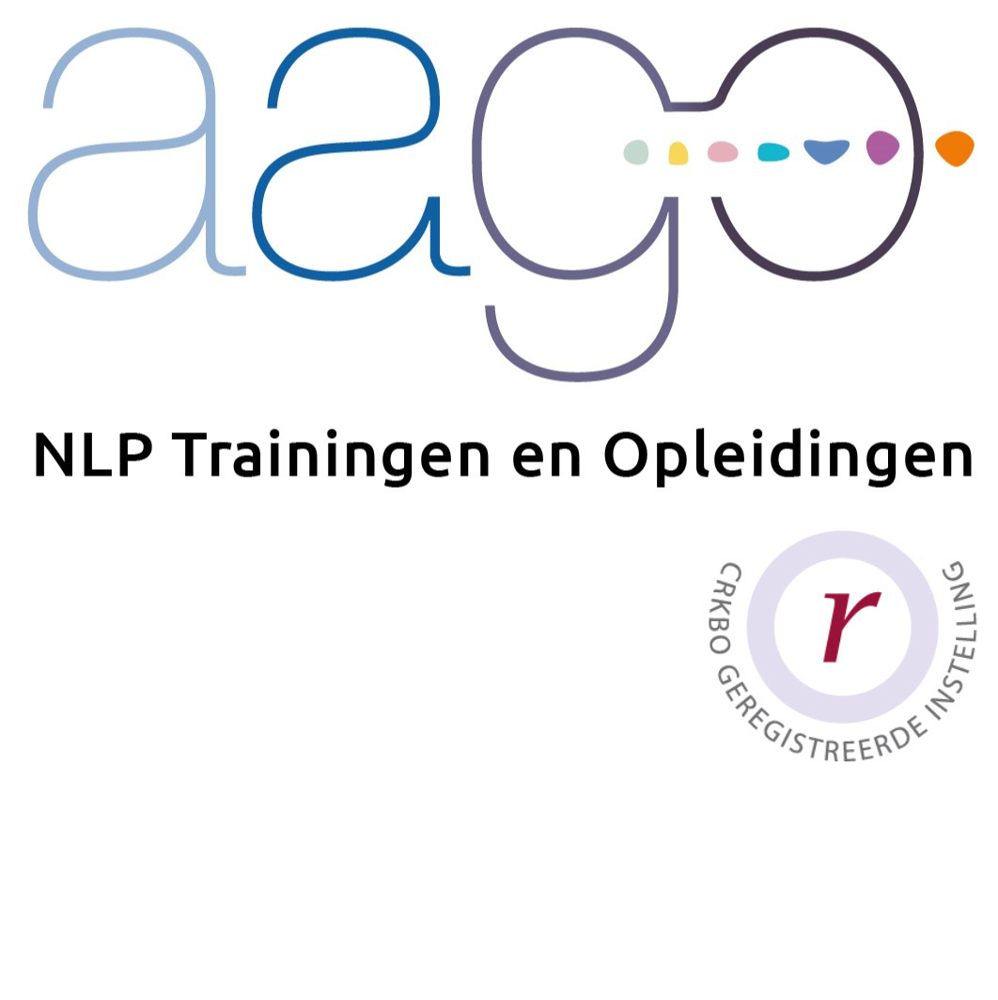 aago
NLP Trainingen en Opleidingen
r
CRKBO GEREGISTREERDE INSTELLING